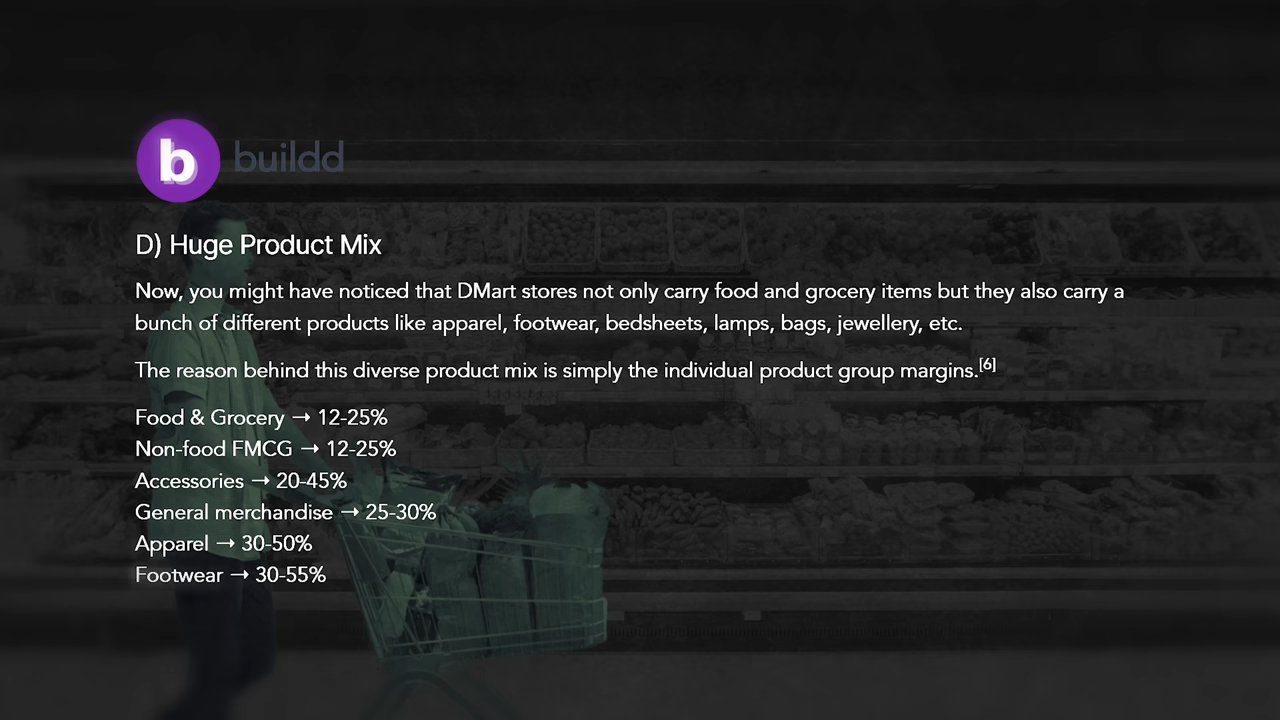 b buildd
D) Huge Product Mix
Now, you might have noticed that DMart stores not only carry food and grocery items but they also carry a
bunch of different products like apparel, footwear, bedsheets, lamps, bags, jewellery, etc.
The reason behind this diverse product mix is simply the individual product group margins.[6]
Food & Grocery → 12-25%
Non-food FMCG → 12-25%
Accessories → 20-45%
General merchandise → 25-30%
Apparel → 30-50%
Footwear → 30-55%